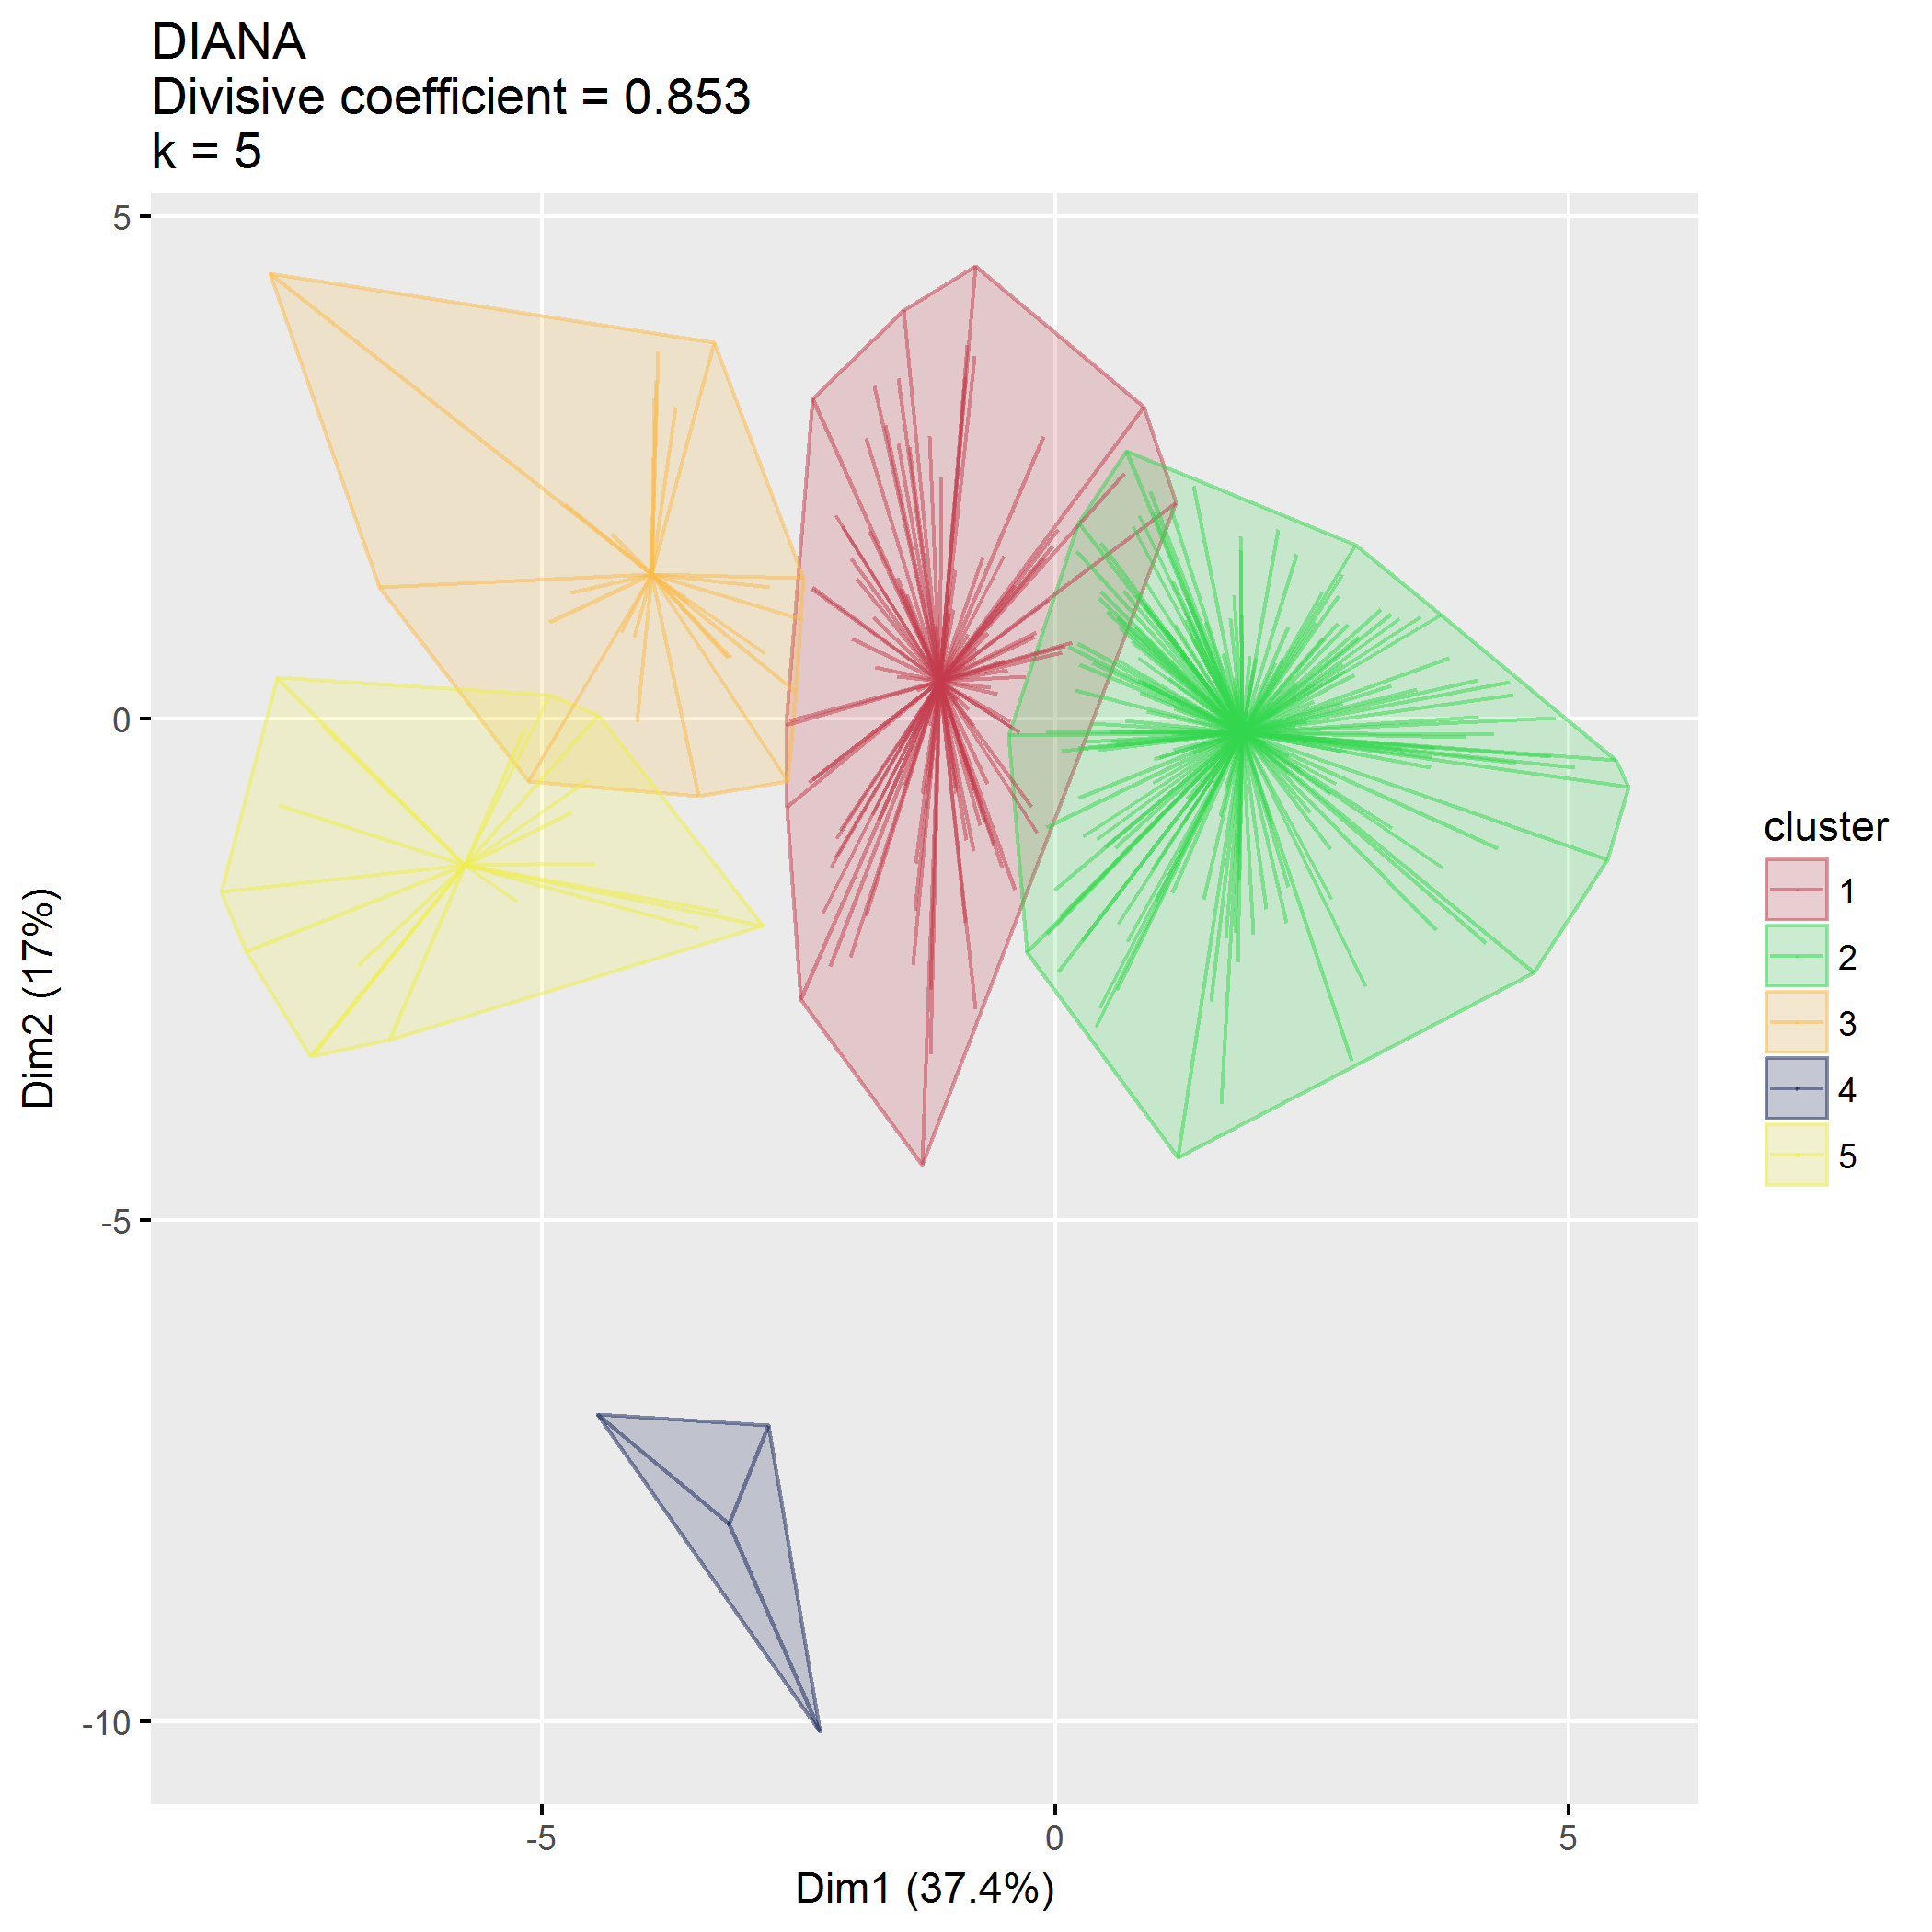 DIANA
Divisive coefficient = 0.853
k = 5
5
0
-5
-10
Dim2 (17%)
-5
0
5
Dim1 (37.4%)
cluster
1
2
3
4
5